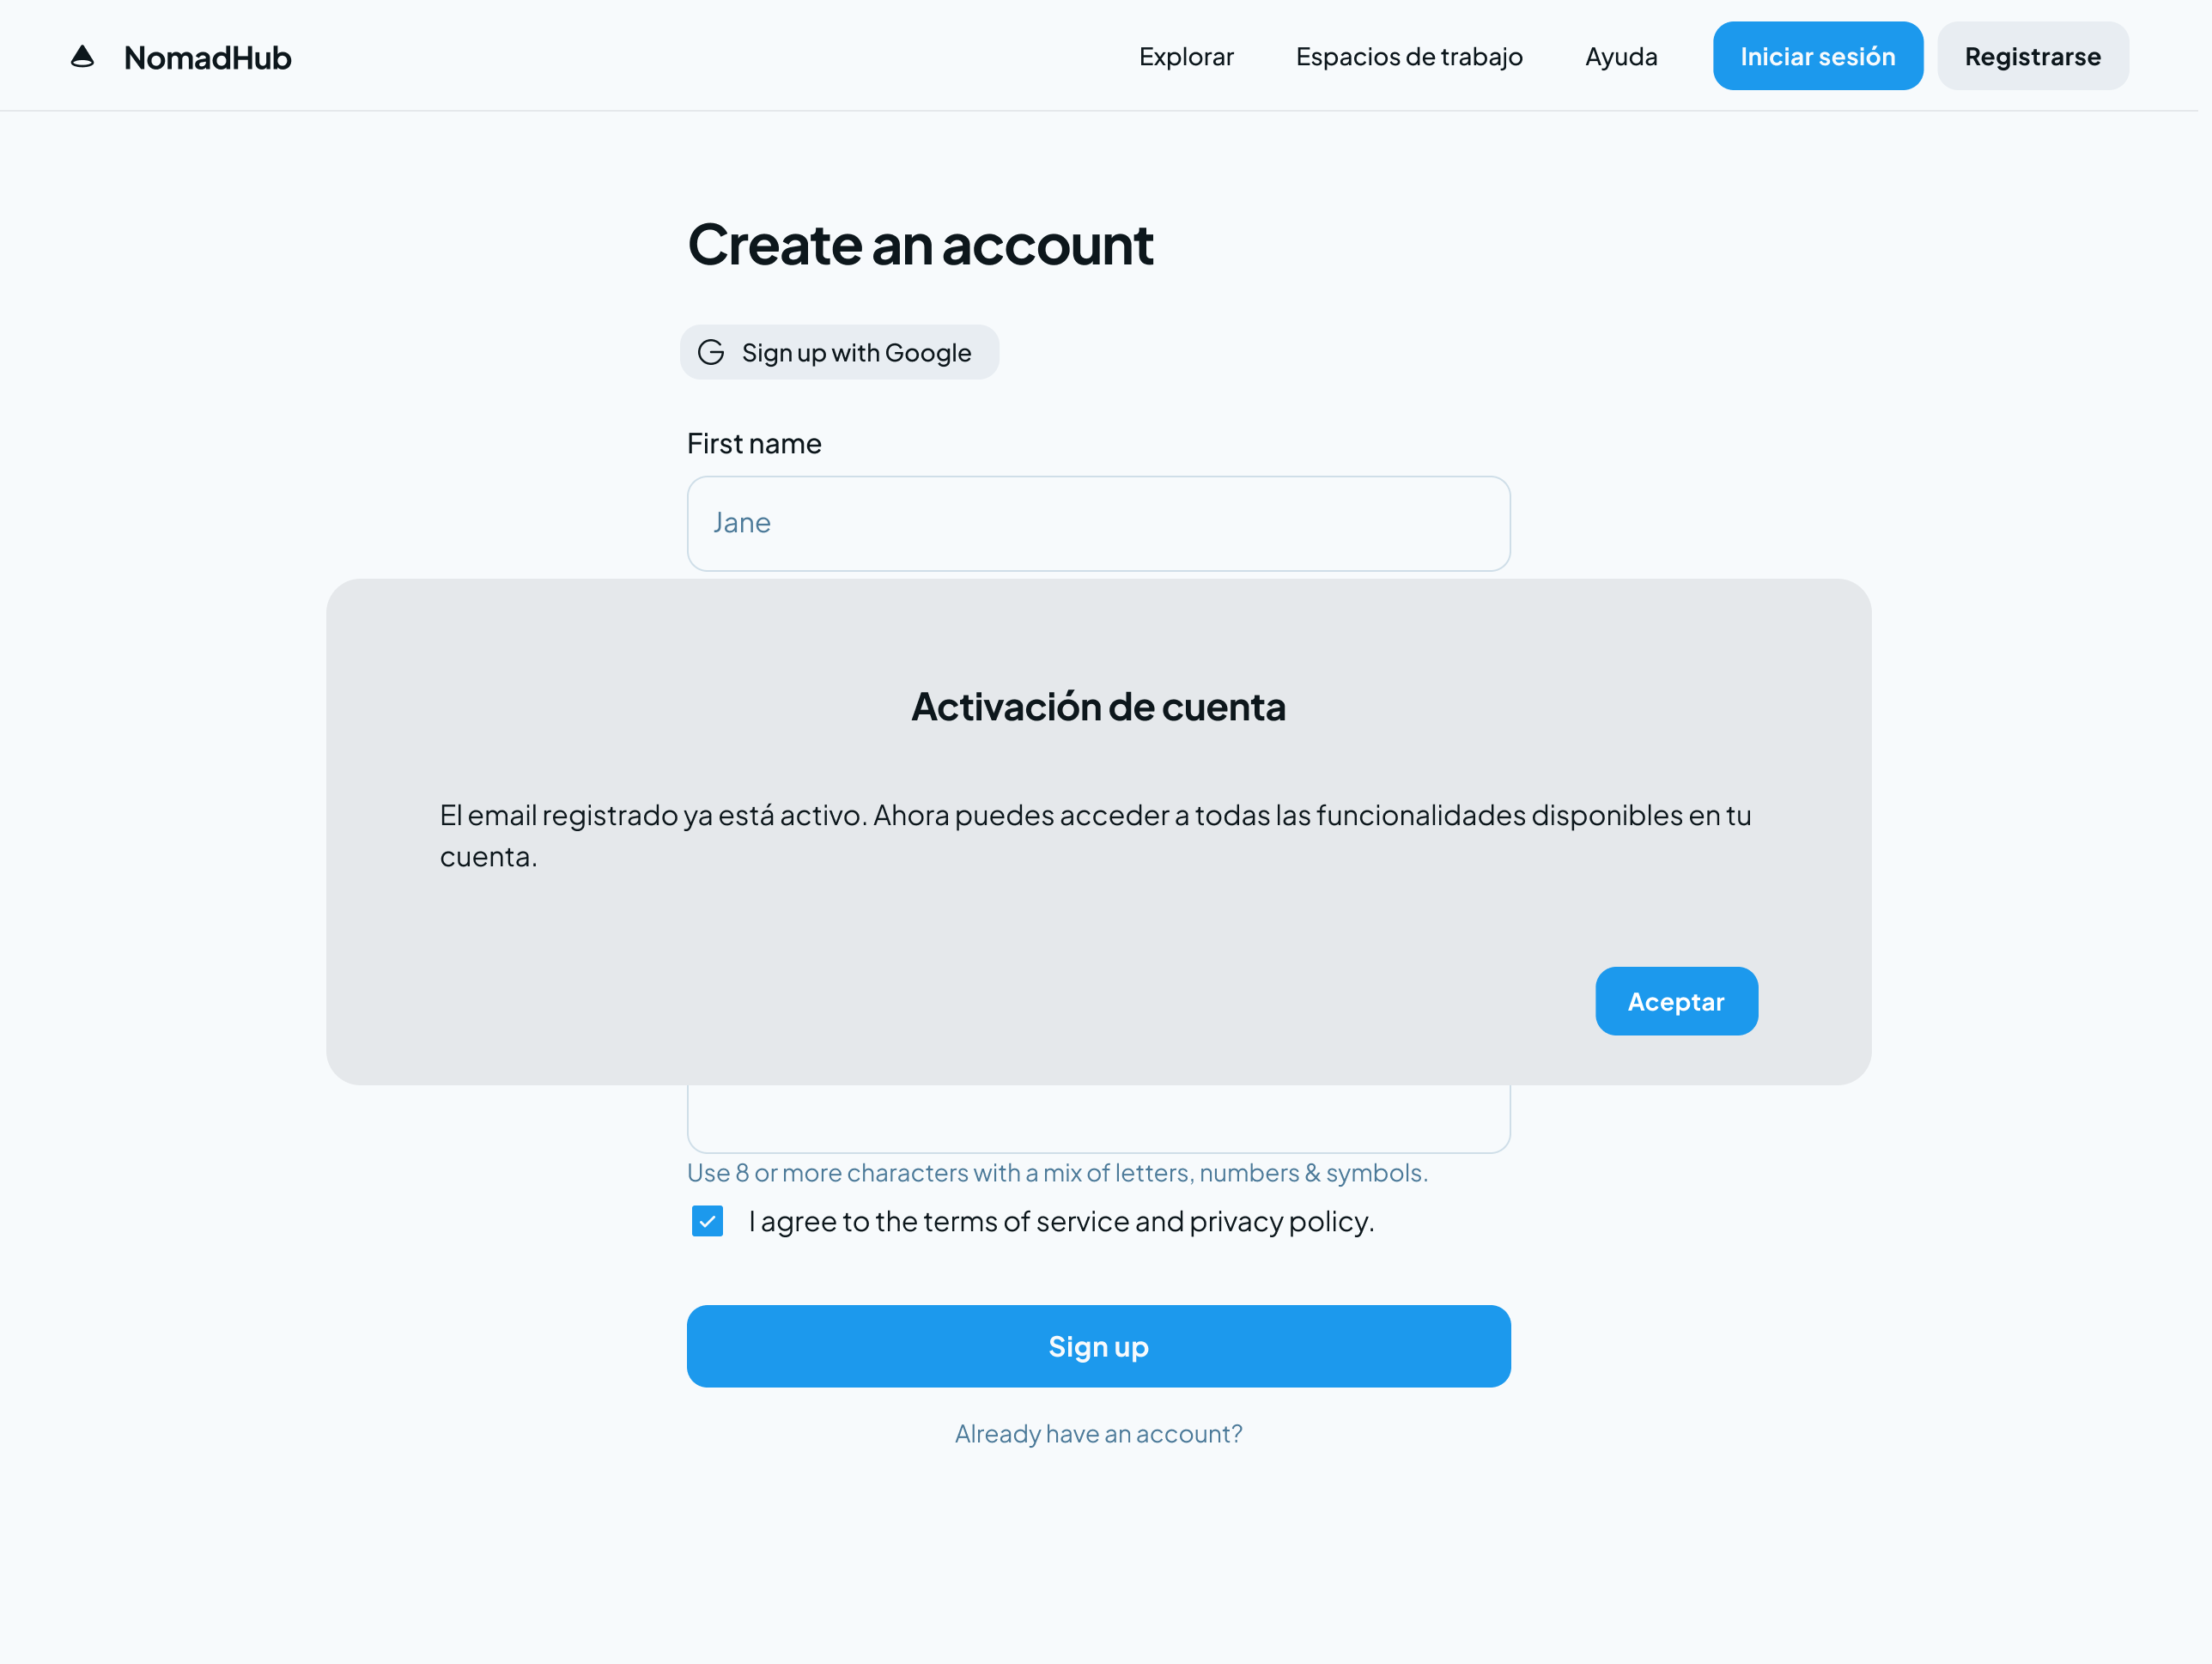 NomadHub
Explorar
Espacios de trabajo
Ayuda
Iniciar sesión
Registrarse
Create an account
Sign up with Google
First name
Jane
Activación de cuenta
El email registrado ya está activo. Ahora puedes acceder a todas las funcionalidades disponibles en tu
cuenta.
Aceptar
Use 8 or more characters with a mix of letters, numbers & symbols.
I agree to the terms of service and privacy policy.
Sign up
Already have an account?